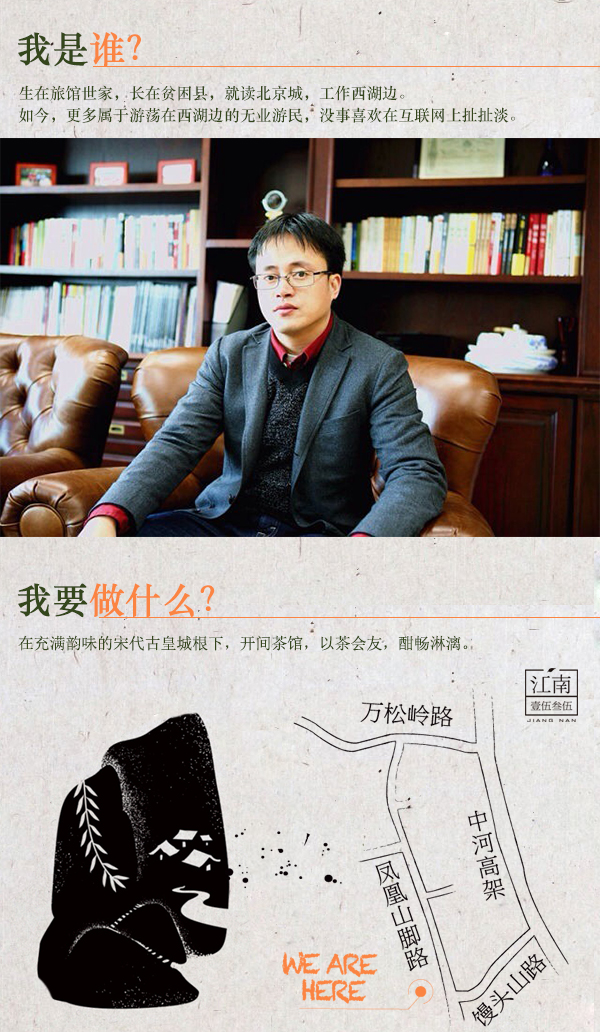 我是谁?
生在旅馆世家，长在贫困县，就读北京城，工作西湖边。
如今，更多属于游荡在西湖边的无业游民，没事喜欢在互联网上扯扯淡。
我要做什么?
在充满韵味的宋代古皇城根下，开间茶馆，以茶会友，酣畅淋漓。
江南
壹伍叁伍
JIANG NAN
万松岭路
中河高架
凤凰山脚路
馒头山路
WE ARE
HERE